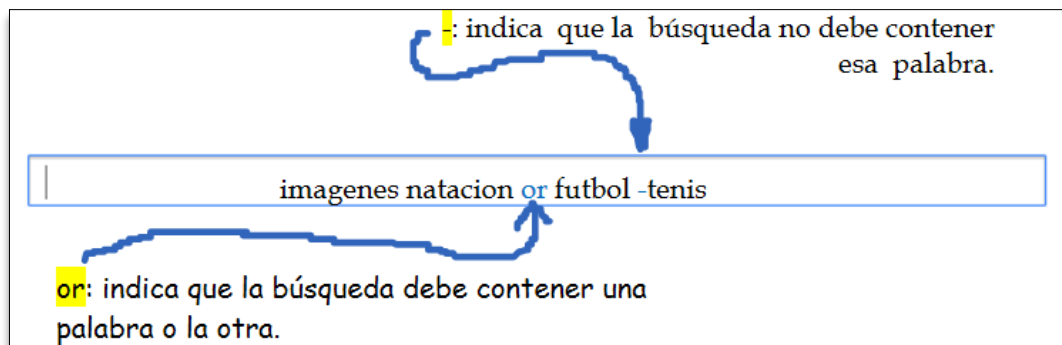 -: indica que la búsqueda no debe contener
esa palabra.
imagenes natacion or futbol -tenis
or: indica que la búsqueda debe contener una
palabra o la otra.